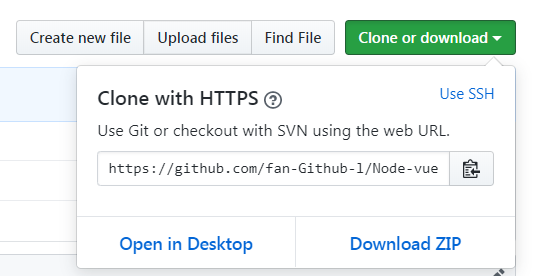 Create new file Upload files Find File Clone or download
Clone with HTTPS Use SSH
Use Git or checkout with SVN using the web URL.
https://github.com/fan-Github-l/Node-vue
Open in Desktop Download ZIP